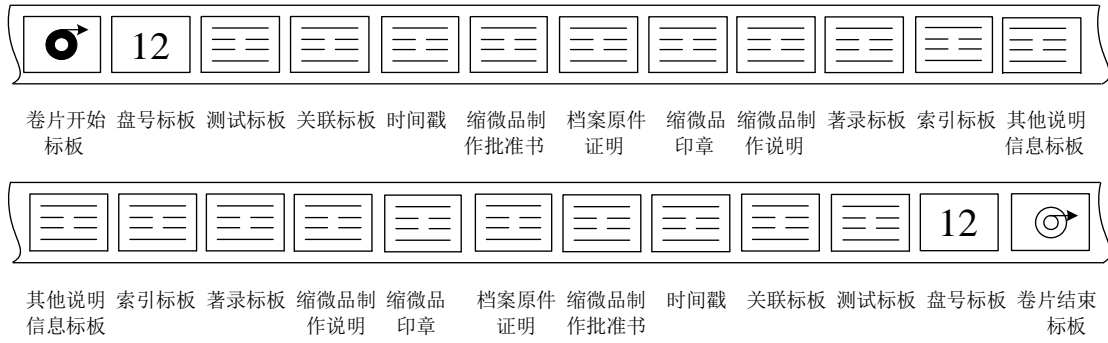 12
卷片开始 盘号标板 测试标板 关联标板 时间戳 缩微品制 档案原件 缩微品 缩微品制 著录标板 索引标板 其他说明
标板 作批准书 证明 印章 作说明 信息标板
12
其他说明 索引标板 著录标板 缩微品制 缩微品 档案原件 缩微品制 时间戳 关联标板 测试标板 盘号标板 卷片结束
信息标板 作说明 印章 证明 作批准书 标板